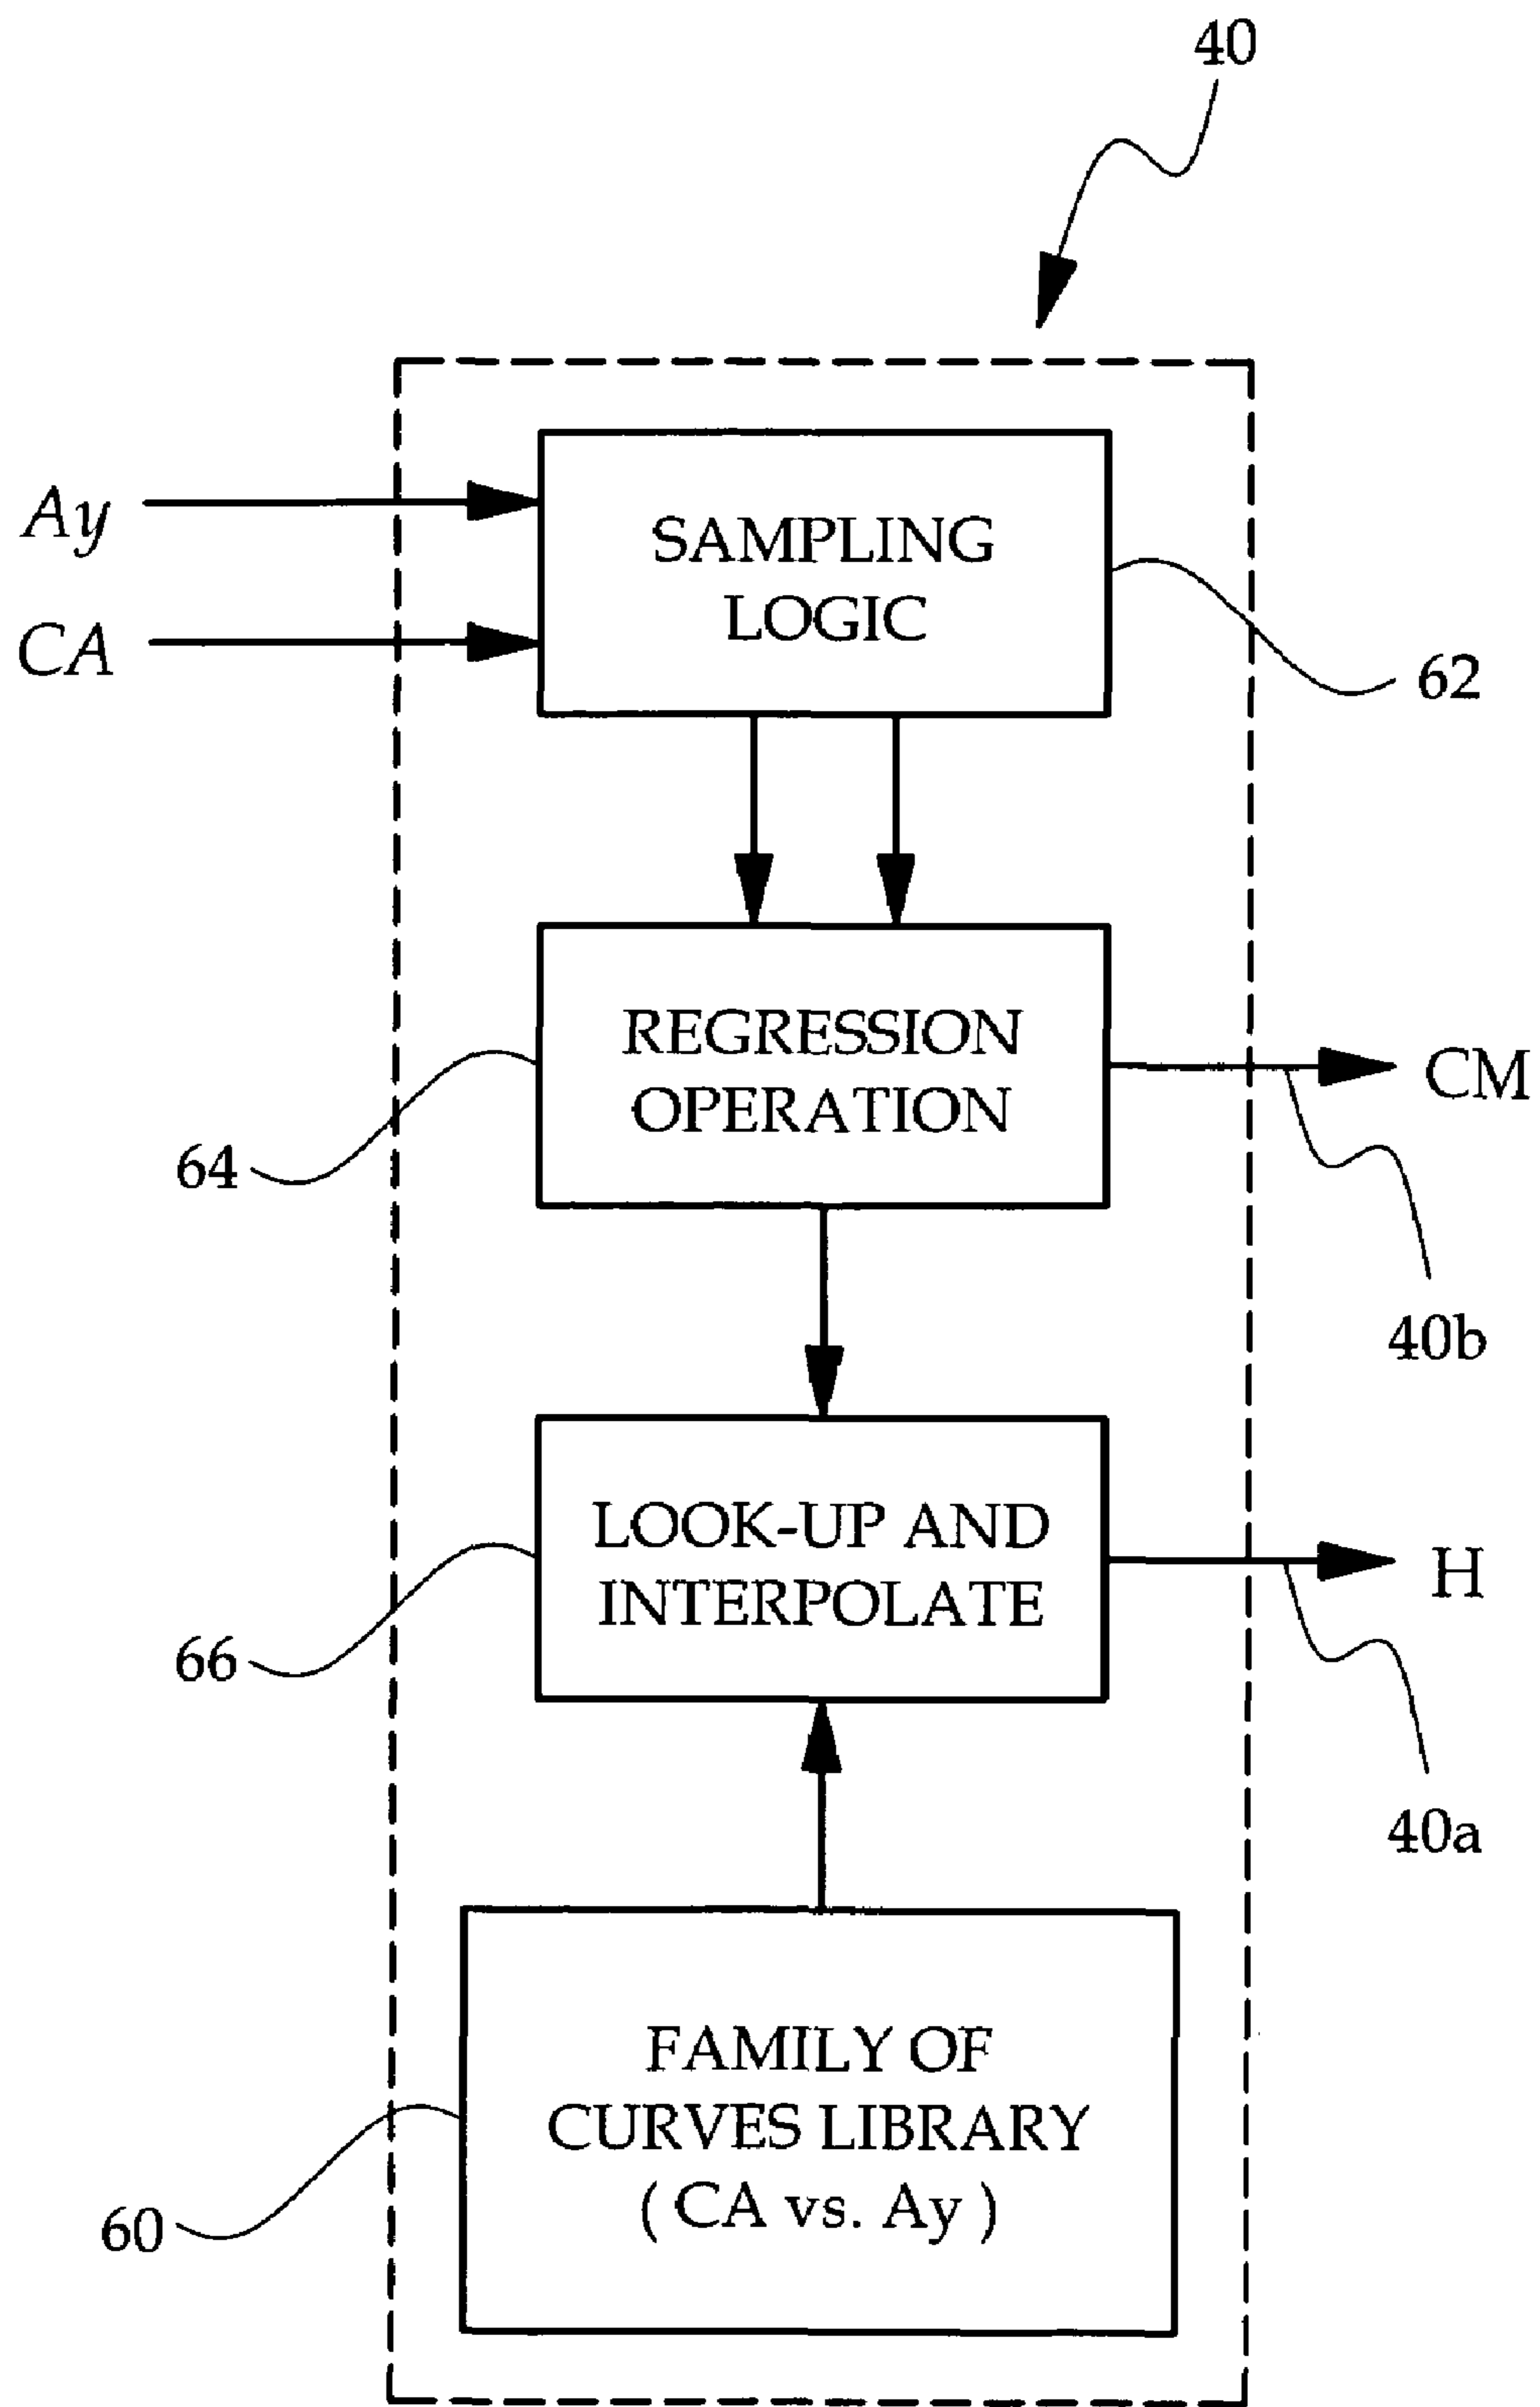 40
Ay
CA
SAMPLING
LOGIC
62
REGRESSION
OPERATION
CM
64
40b
LOOK-UP AND
INTERPOLATE
H
66
40a
FAMILY OF
CURVES LIBRARY
( CA vs. Ay )
60